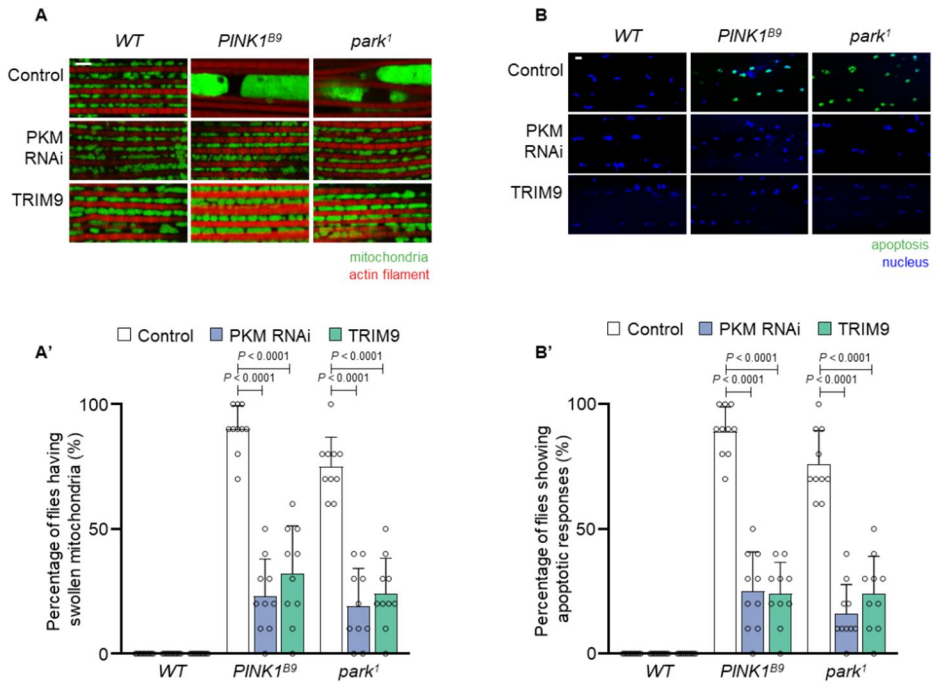 A
WT PINK1ᴮ⁹ park¹
Control
PKM
RNAi
TRIM9
mitochondria
actin filament
B
WT PINK1ᴮ⁹ park¹
Control
PKM
RNAi
TRIM9
apoptosis
nucleus
A’
Control PKM RNAi TRIM9
P < 0.0001
P < 0.0001
P < 0.0001
P < 0.0001
Percentage of flies having
swollen mitochondria (%)
100
50
0
WT PINK1ᴮ⁹ park¹
B’
Control PKM RNAi TRIM9
P < 0.0001
P < 0.0001
P < 0.0001
P < 0.0001
Percentage of flies showing
apoptotic responses (%)
100
50
0
WT PINK1ᴮ⁹ park¹